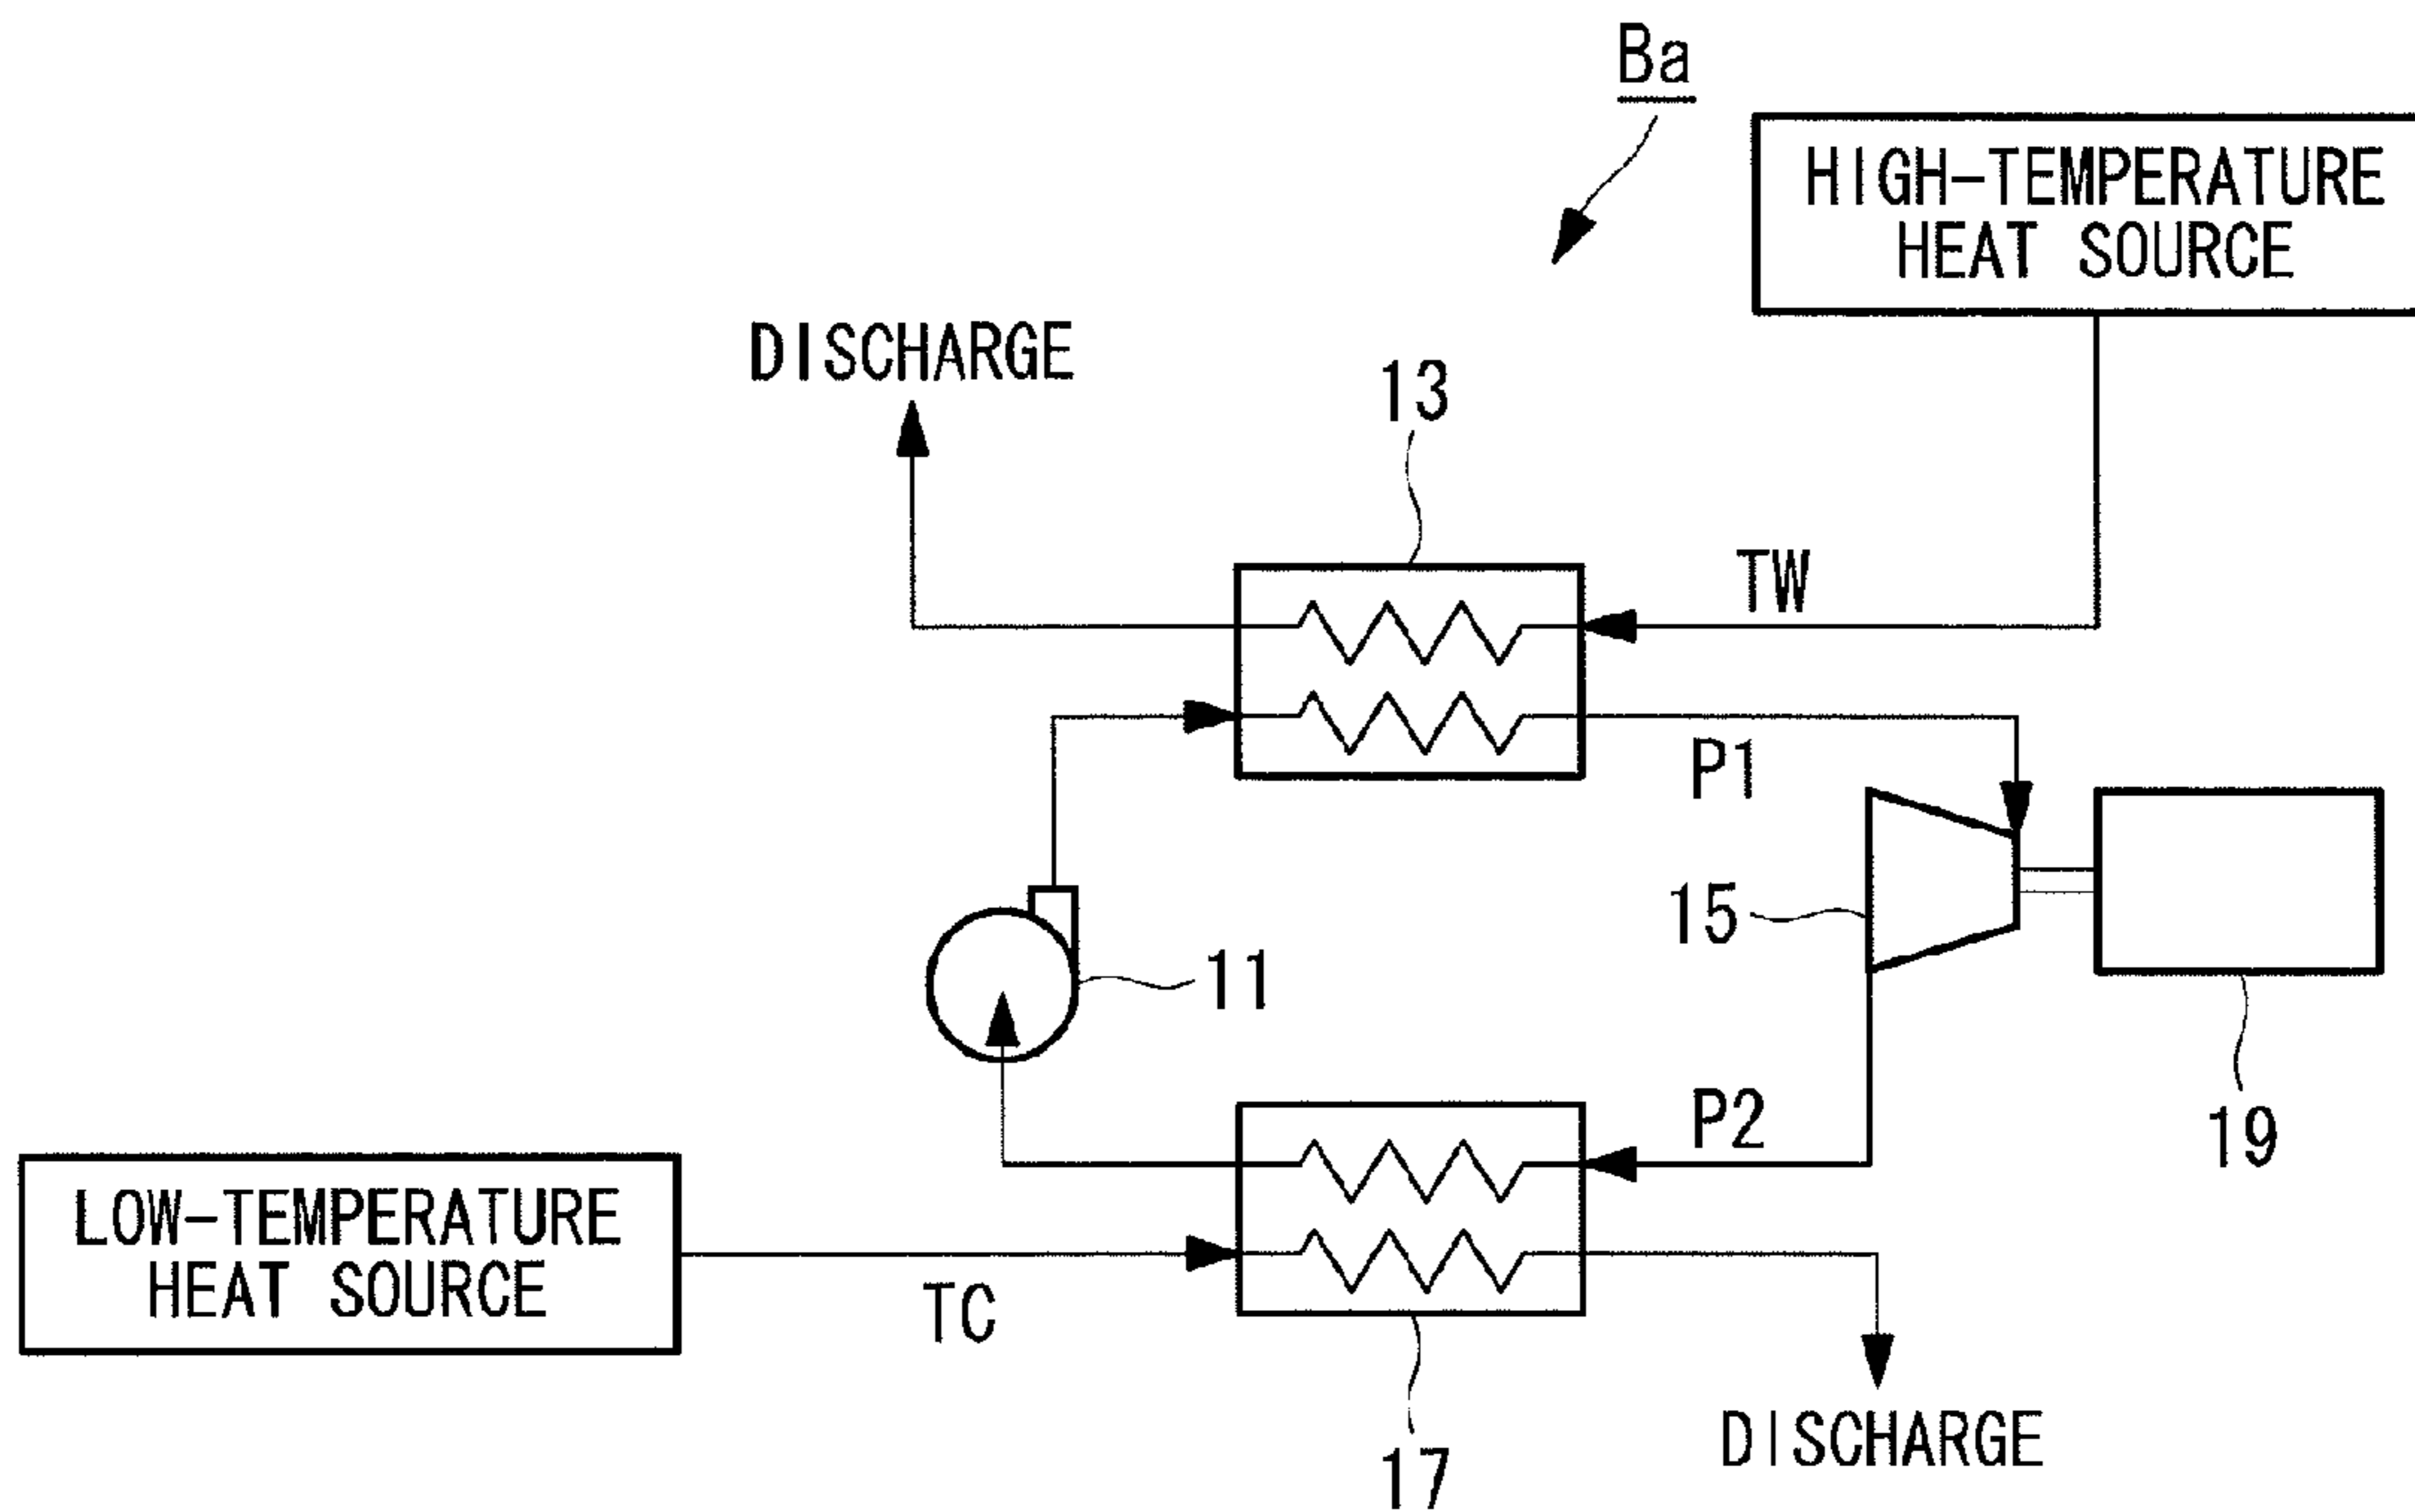 Ba
HIGH-TEMPERATURE
HEAT SOURCE
DISCHARGE
13
TW
P1
15
11
P2
19
LOW-TEMPERATURE
HEAT SOURCE
TC
17
DISCHARGE